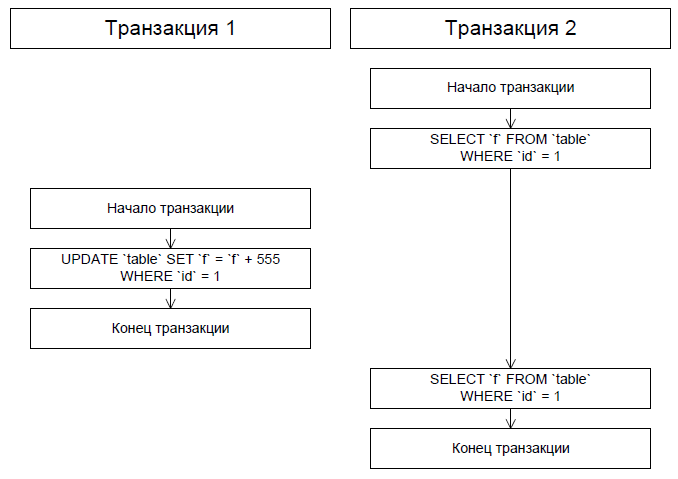 Транзакция 1
Транзакция 2
Начало транзакции
SELECT `f` FROM `table`
WHERE `id` = 1
Начало транзакции
UPDATE `table` SET `f` = `f` + 555
WHERE `id` = 1
Конец транзакции
SELECT `f` FROM `table`
WHERE `id` = 1
Конец транзакции